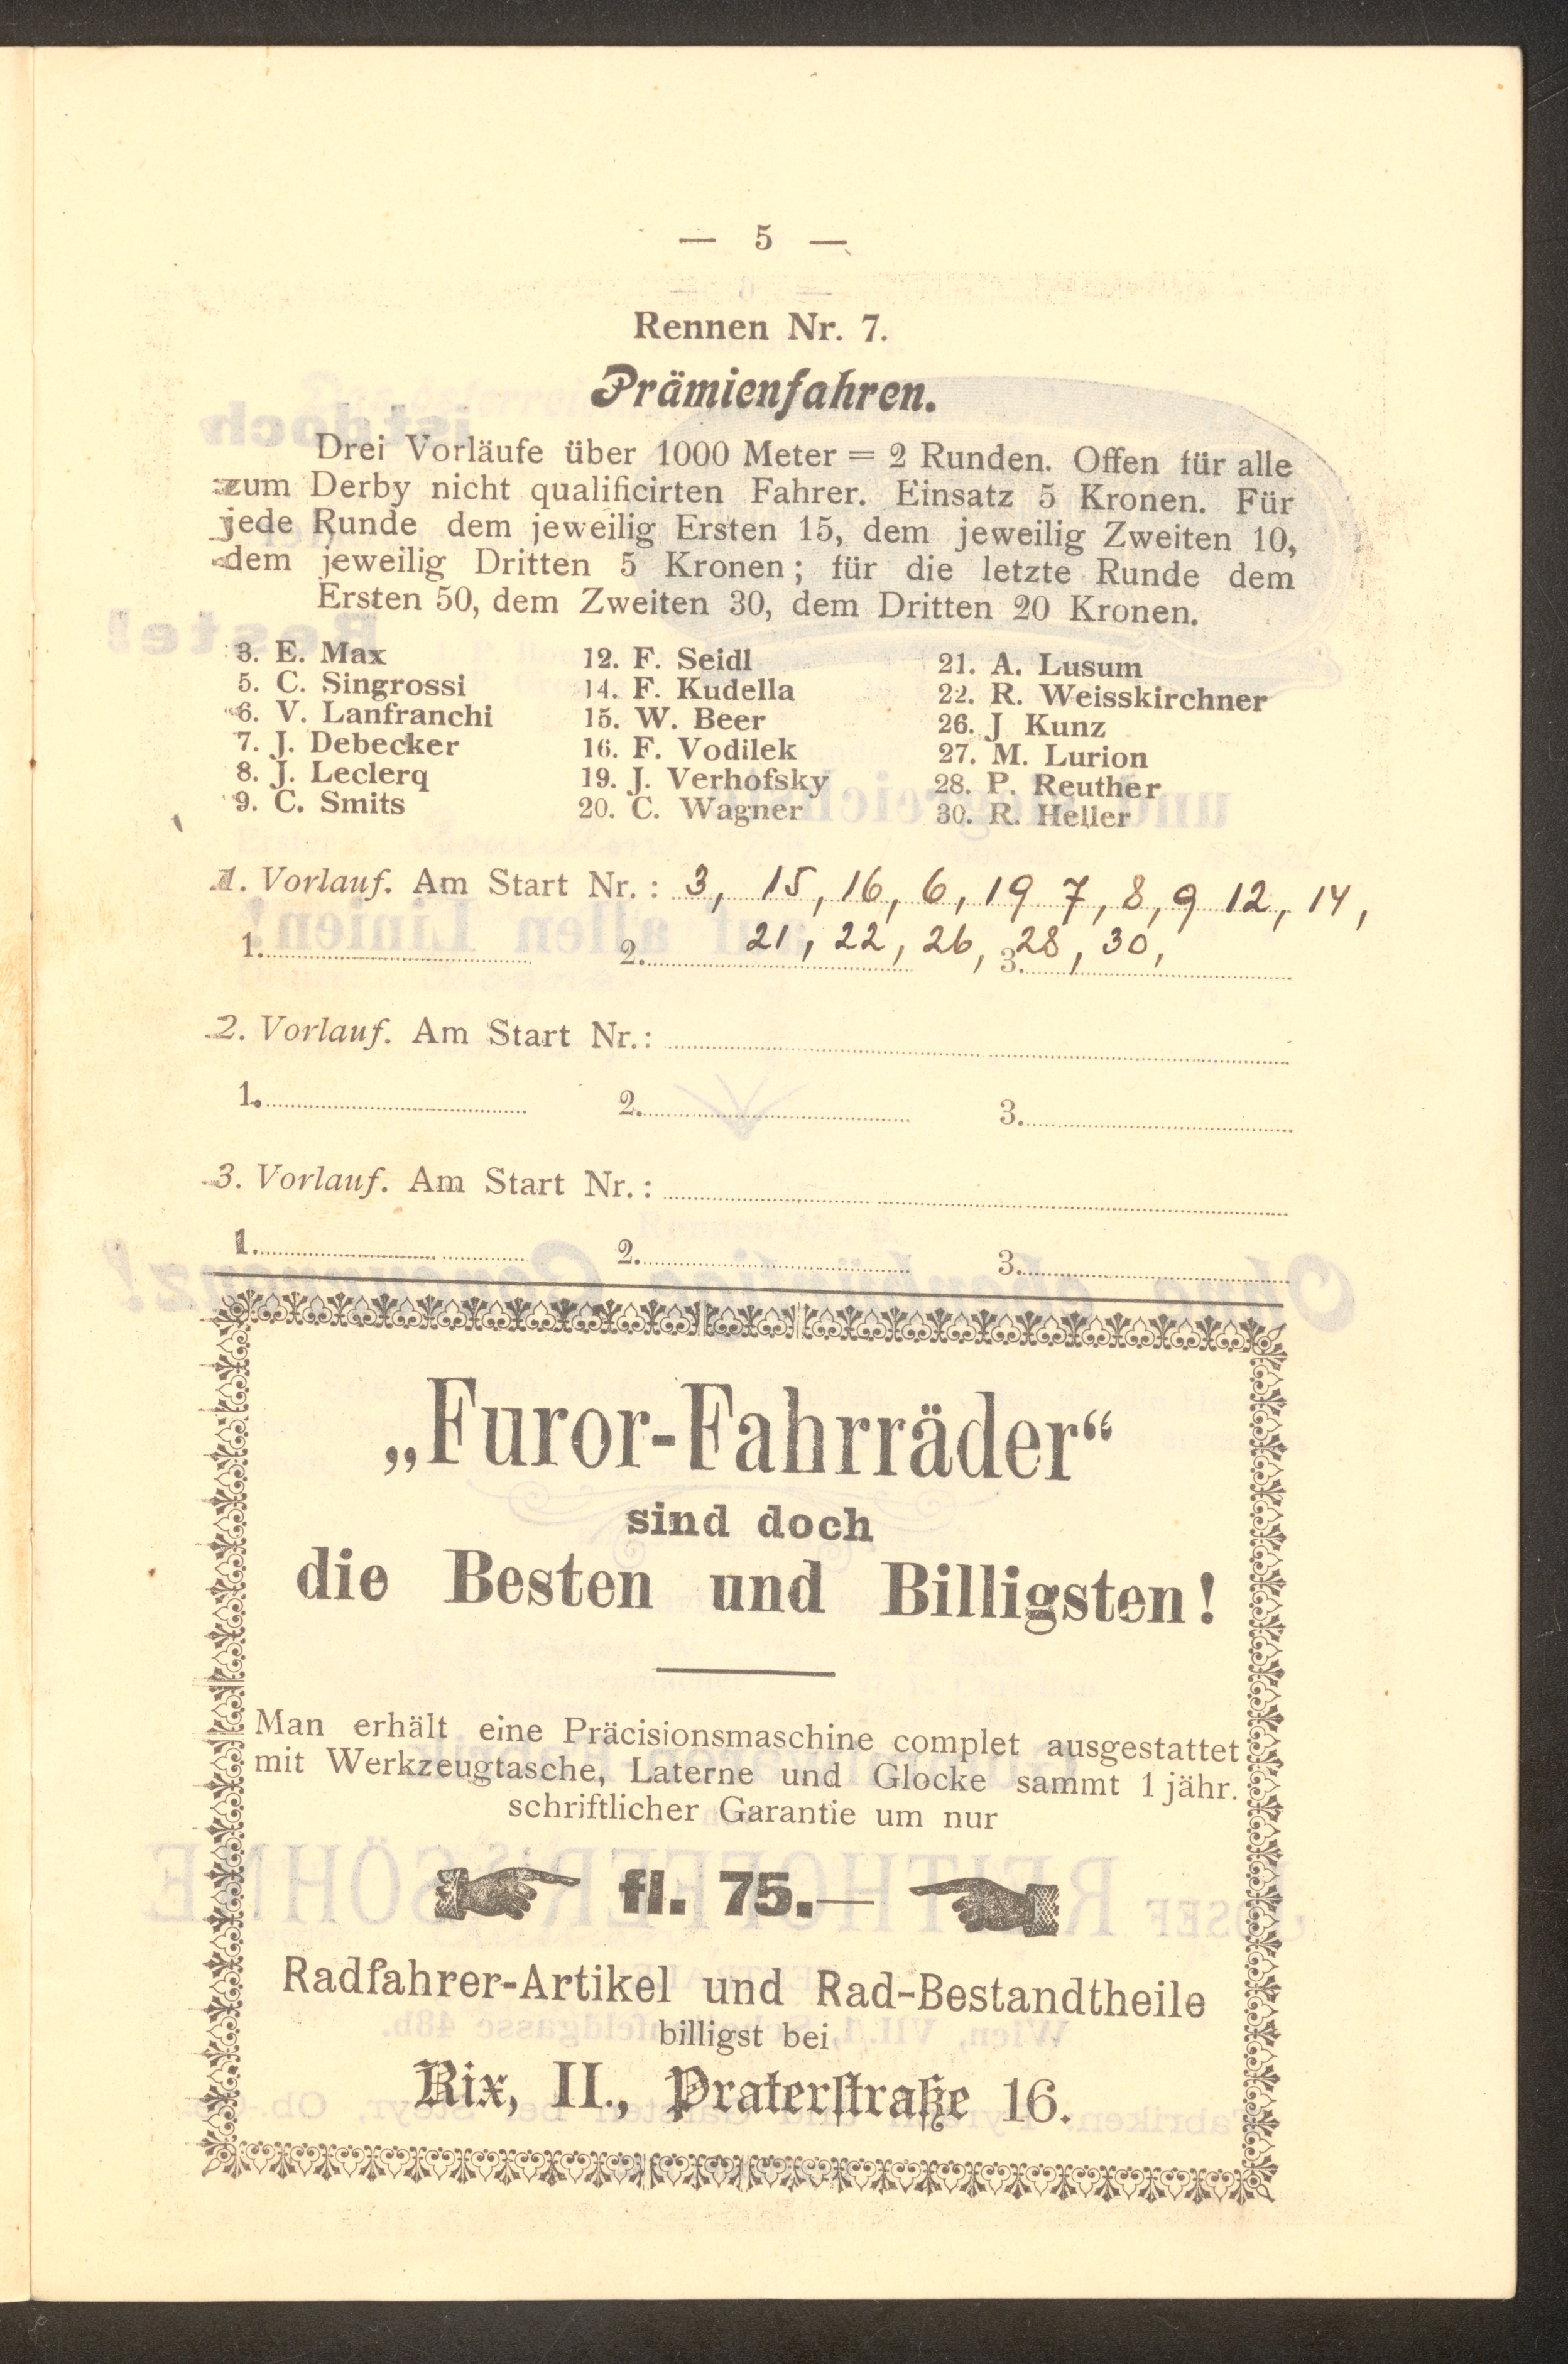 — 5 —
Rennen Nr. 7.
Prämienfahren.
Drei Vorläufe über 1000 Meter = 2 Runden. Offen für alle
zum Derby nicht qualificirten Fahrer. Einsatz 5 Kronen. Für
jede Runde dem jeweilig Ersten 15, dem jeweilig Zweiten 10,
dem jeweilig Dritten 5 Kronen; für die letzte Runde dem
Ersten 50, dem Zweiten 30, dem Dritten 20 Kronen.
3. E. Max
5. C. Singrossi
6. V. Lanfranchi
7. J. Debecker
8. J. Leclerq
9. C. Smits
12. F. Seidl
14. F. Kudella
15. W. Beer
16. F. Vodilek
19. J. Verhofsky
20. C. Wagner
21. A. Lusum
22. R. Weisskirchner
26. J Kunz
27. M. Lurion
28. P. Reuther
30. R. Heller
1. Vorlauf. Am Start Nr.: 3, 15, 16, 6, 19 7, 8, 9 12, 14,
21, 22, 26, 28, 30,
1. 2. 3.
2. Vorlauf. Am Start Nr.:
1. 2. 3.
3. Vorlauf. Am Start Nr.:
1. 2. 3.
„Furor-Fahrräder“
sind doch
die Besten und Billigsten!
Man erhält eine Präcisionsmaschine complet ausgestattet
mit Werkzeugtasche, Laterne und Glocke sammt 1 jähr.
schriftlicher Garantie um nur
fl. 75.—
Radfahrer-Artikel und Rad-Bestandtheile
billigst bei
Rix, II., Praterstraße 16.